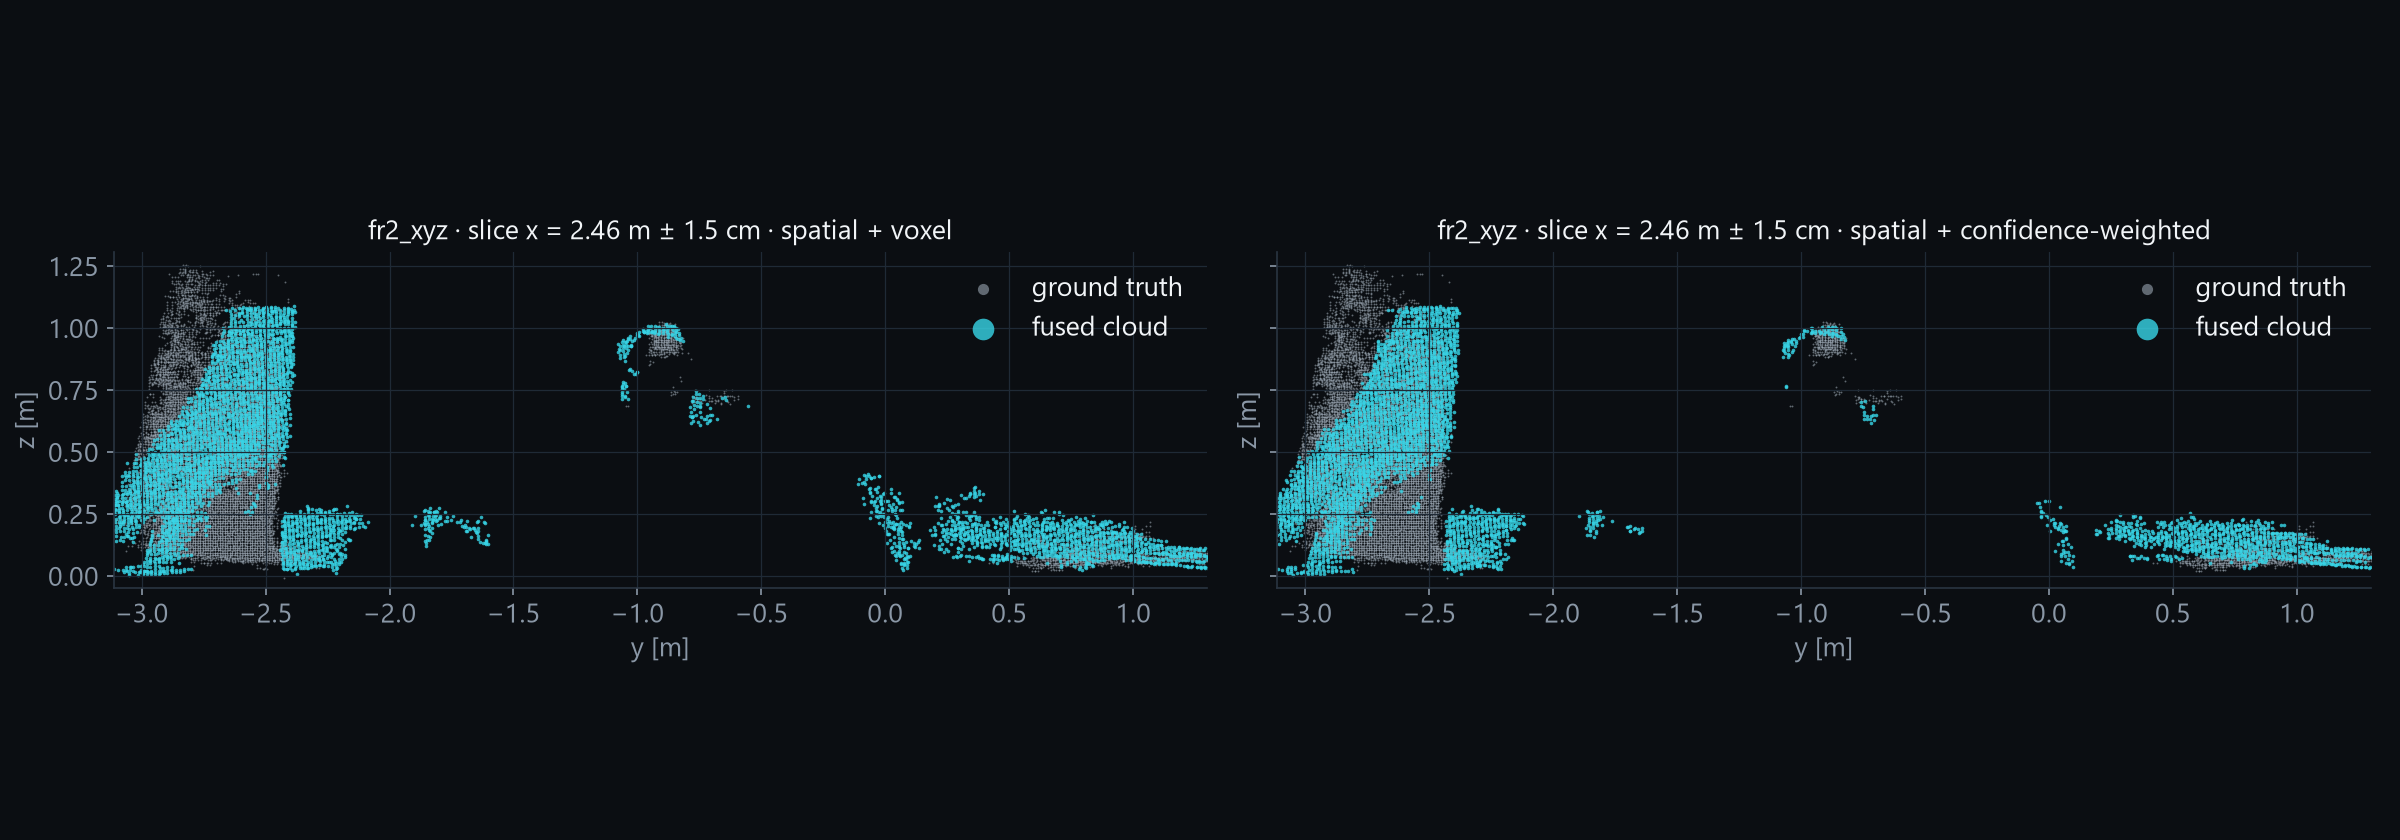 fr2_xyz · slice x = 2.46 m ± 1.5 cm · spatial + voxel
ground truth
fused cloud
1.25
1.00
0.75
0.50
0.25
0.00
z [m]
−3.0 −2.5 −2.0 −1.5 −1.0 −0.5 0.0 0.5 1.0
y [m]
fr2_xyz · slice x = 2.46 m ± 1.5 cm · spatial + confidence-weighted
ground truth
fused cloud
z [m]
−3.0 −2.5 −2.0 −1.5 −1.0 −0.5 0.0 0.5 1.0
y [m]